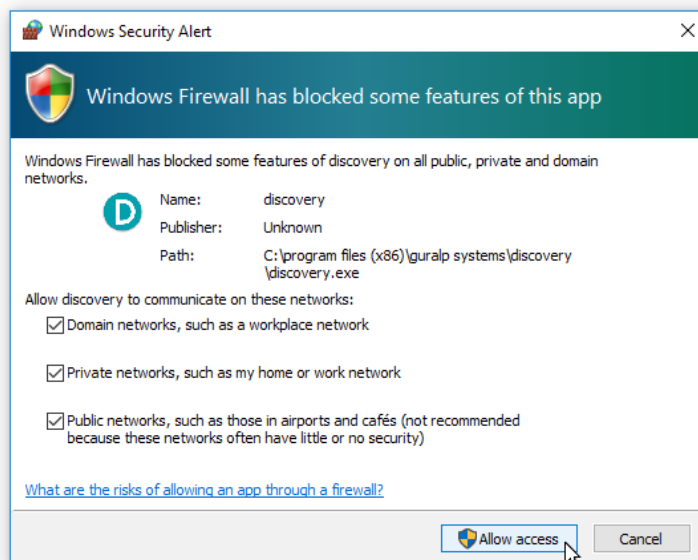 Windows Security Alert
Windows Firewall has blocked some features of this app
Windows Firewall has blocked some features of discovery on all public, private and domain
networks.
D
Name: discovery
Publisher: Unknown
Path: C:\program files (x86)\guralp systems\discovery
\discovery.exe
Allow discovery to communicate on these networks:
Domain networks, such as a workplace network
Private networks, such as my home or work network
Public networks, such as those in airports and cafés (not recommended
because these networks often have little or no security)
What are the risks of allowing an app through a firewall?
Allow access Cancel